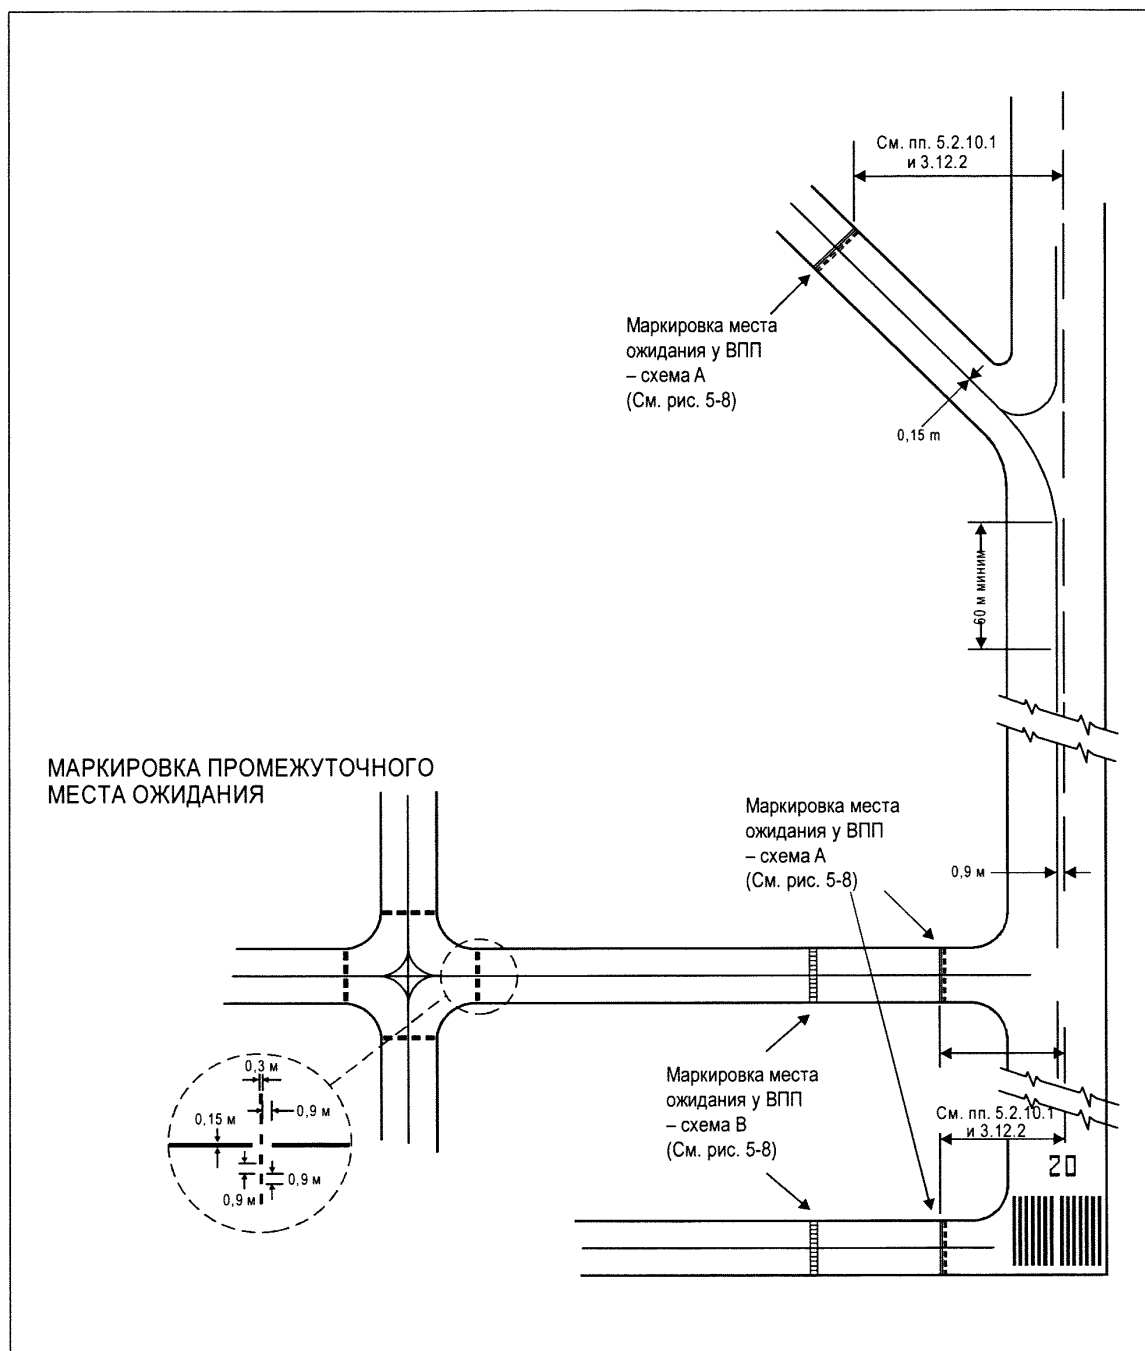 См. пп. 5.2.10.1
и 3.12.2
Маркировка места
ожидания у ВПП
– схема А
(См. рис. 5-8)
0,15 m
60 м миним
МАРКИРОВКА ПРОМЕЖУТОЧНОГО
МЕСТА ОЖИДАНИЯ
Маркировка места
ожидания у ВПП
– схема А
(См. рис. 5-8)
0,9 м
0,3 м
0,15 м
0,9 м
0,9 м
0,9 м
Маркировка места
ожидания у ВПП
– схема В
(См. рис. 5-8)
См. пп. 5.2.10.1
и 3.12.2
20